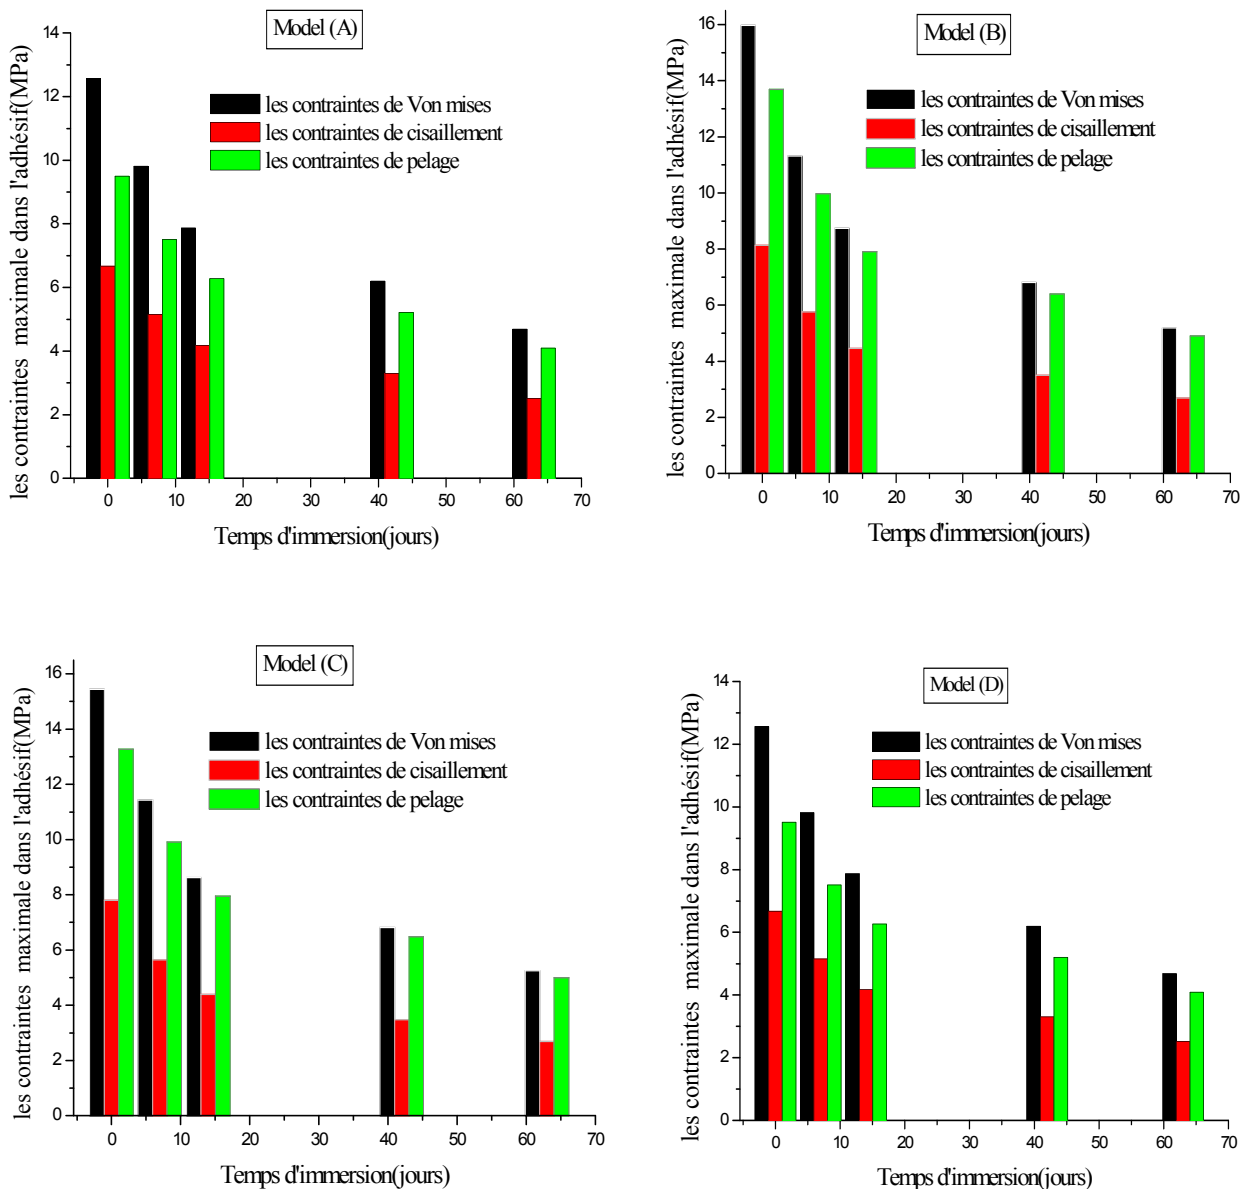 Model (A)
les contraintes maximale dans l'adhésif(MPa)
14
12
10
8
6
4
2
0
les contraintes de Von mises
les contraintes de cisaillement
les contraintes de pelage
0 10 20 30 40 50 60 70
Temps d'immersion(jours)
Model (B)
les contraintes maximale dans l'adhésif(MPa)
16
14
12
10
8
6
4
2
0
les contraintes de Von mises
les contraintes de cisaillement
les contraintes de pelage
0 10 20 30 40 50 60 70
Temps d'immersion(jours)
Model (C)
les contraintes maximale dans l'adhésif(MPa)
16
14
12
10
8
6
4
2
0
les contraintes de Von mises
les contraintes de cisaillement
les contraintes de pelage
0 10 20 30 40 50 60 70
Temps d'immersion(jours)
Model (D)
les contraintes maximale dans l'adhésif(MPa)
14
12
10
8
6
4
2
0
les contraintes de Von mises
les contraintes de cisaillement
les contraintes de pelage
0 10 20 30 40 50 60 70
Temps d'immersion(jours)